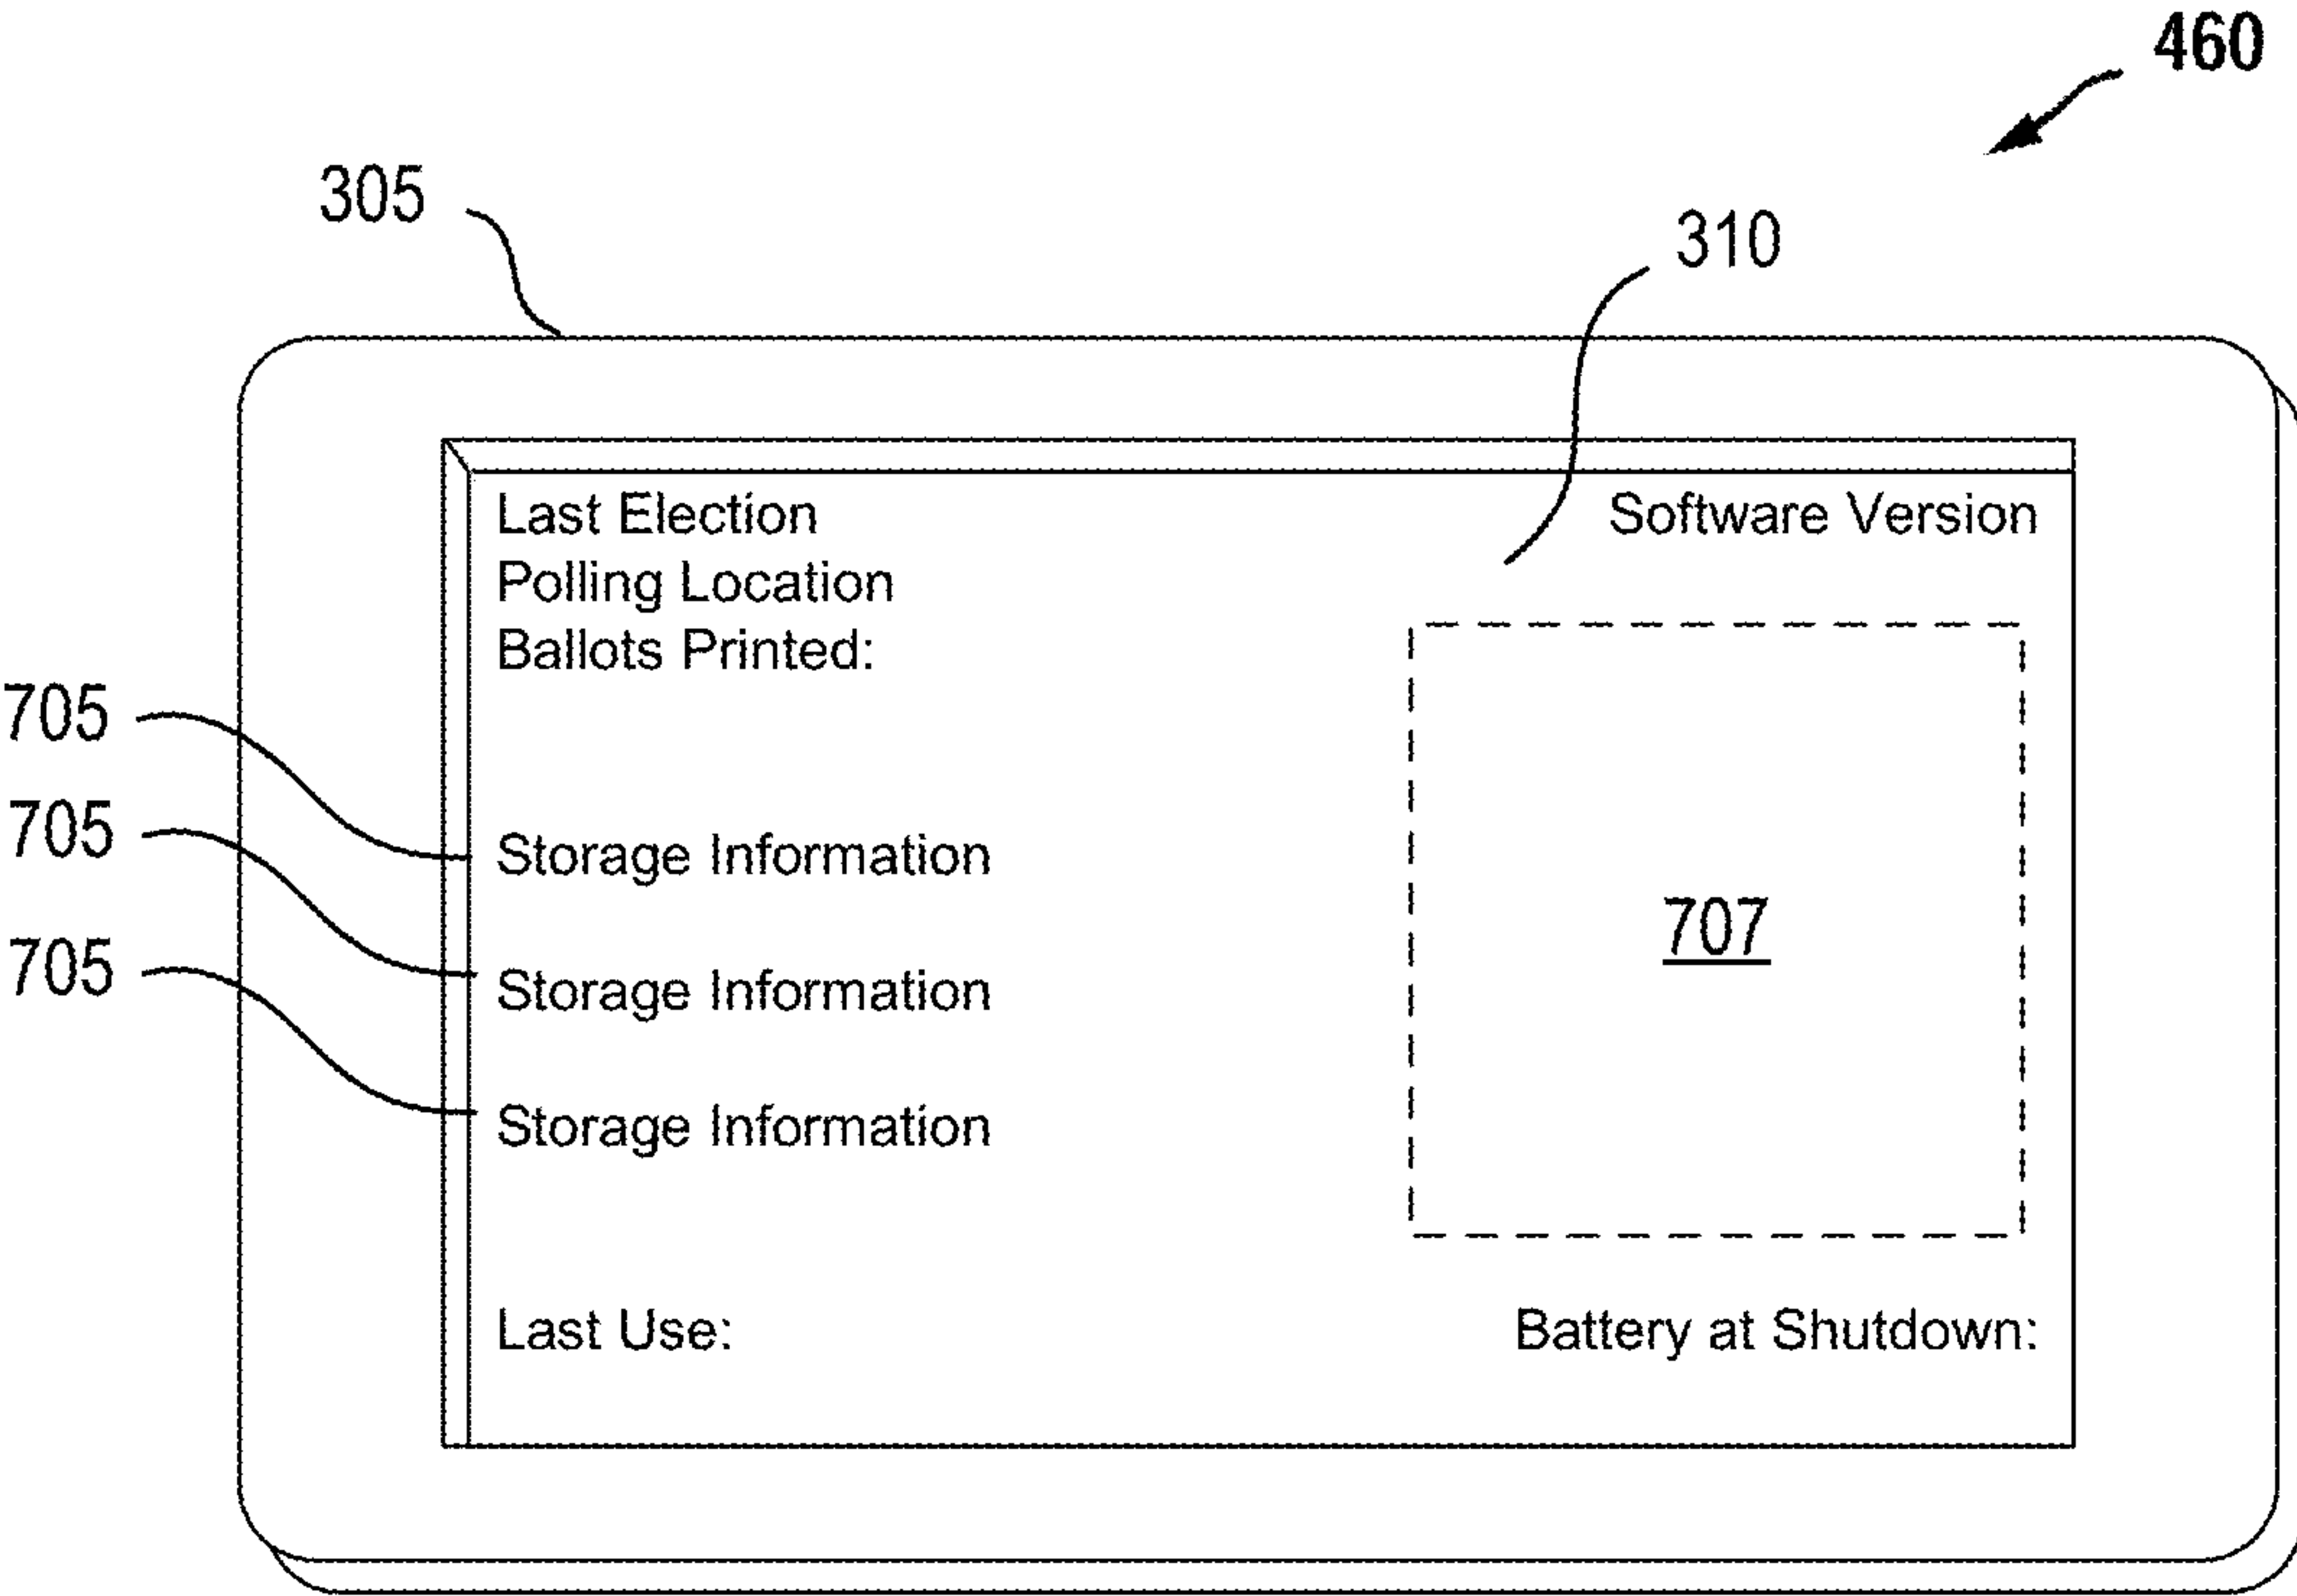 460
305
310
Last Election
Software Version
Polling Location
Ballots Printed:
705
705
Storage Information
707
705
Storage Information
Storage Information
Last Use:
Battery at Shutdown: